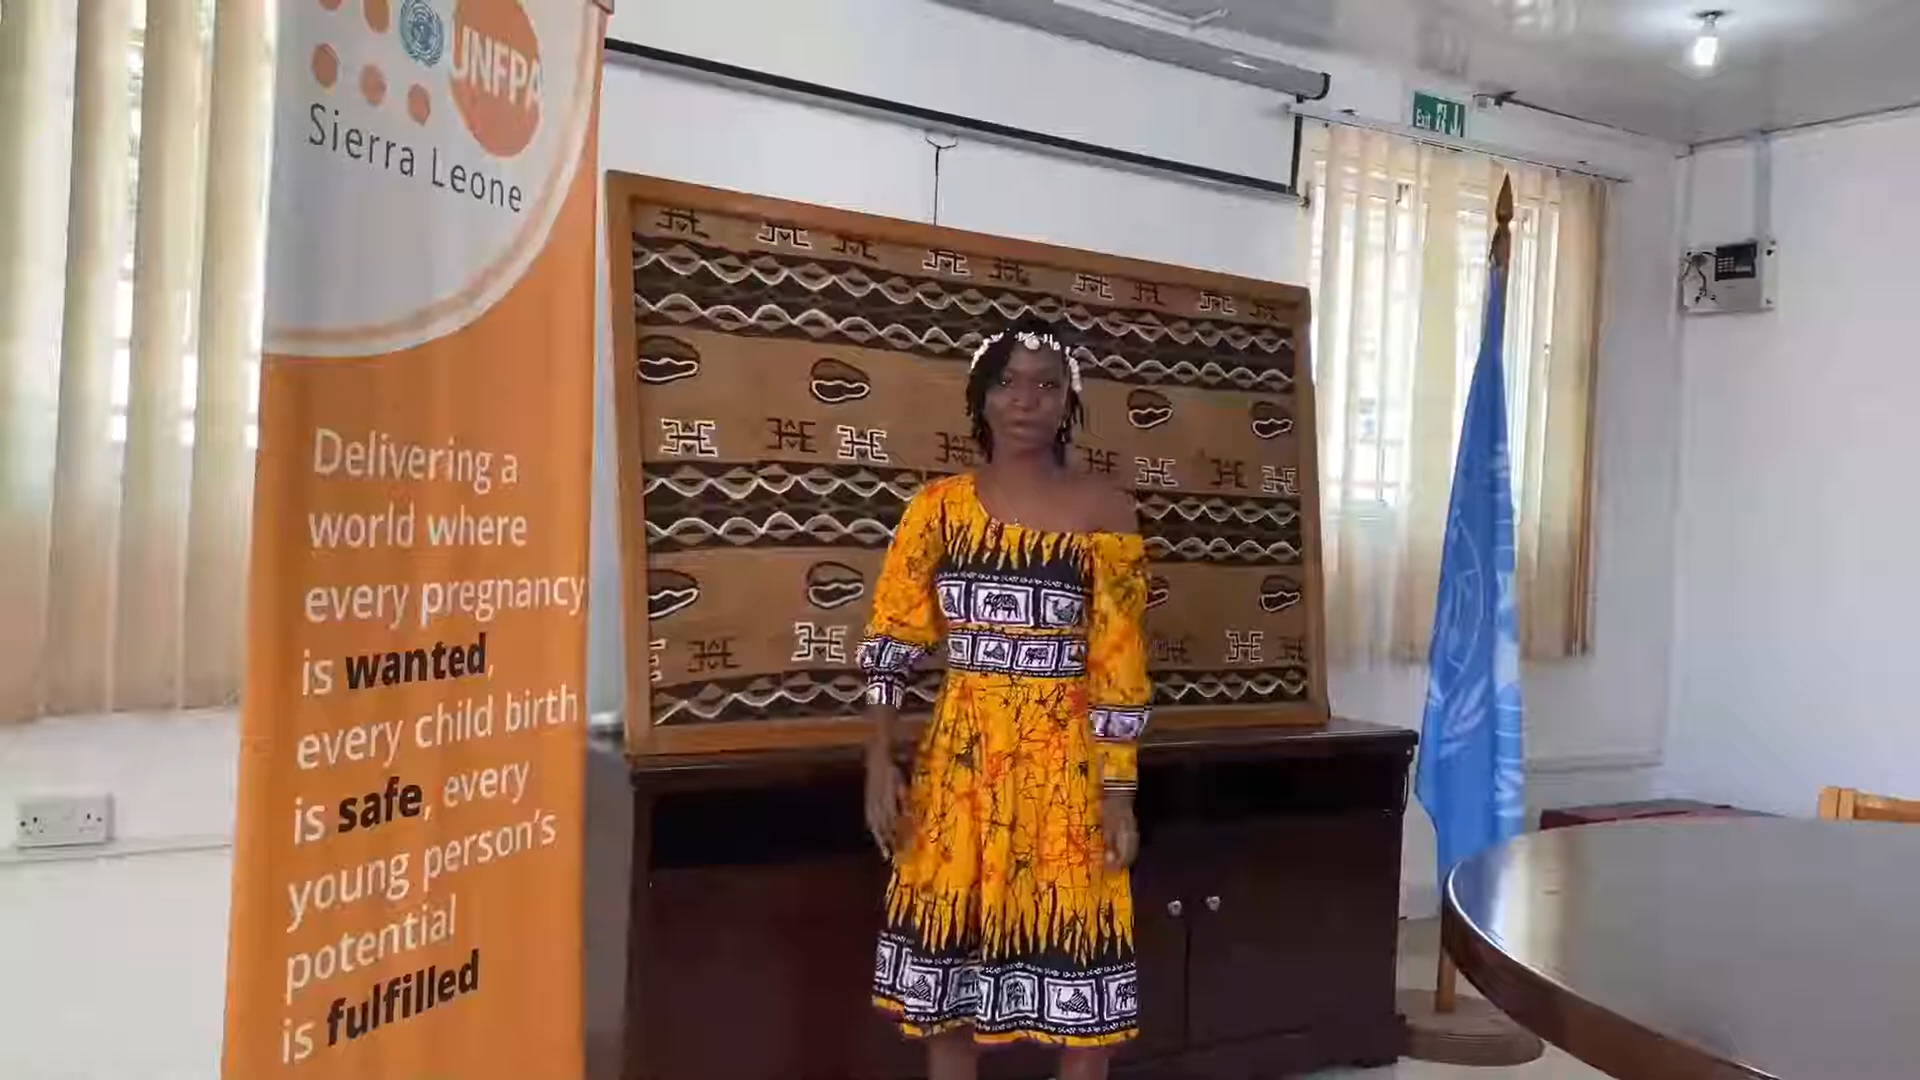 UNFPA
Sierra Leone
Delivering a
world where
every pregnancy
is wanted,
every child birth
is safe, every
young person's
potential
is fulfilled
Exit